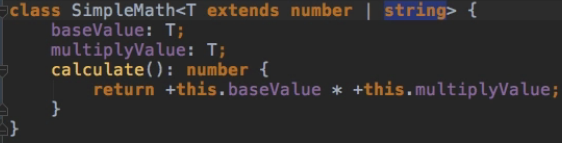 class SimpleMath<T extends number | string> {
    baseValue: T;
    multiplyValue: T;
    calculate(): number {
        return +this.baseValue * +this.multiplyValue;
    }
}